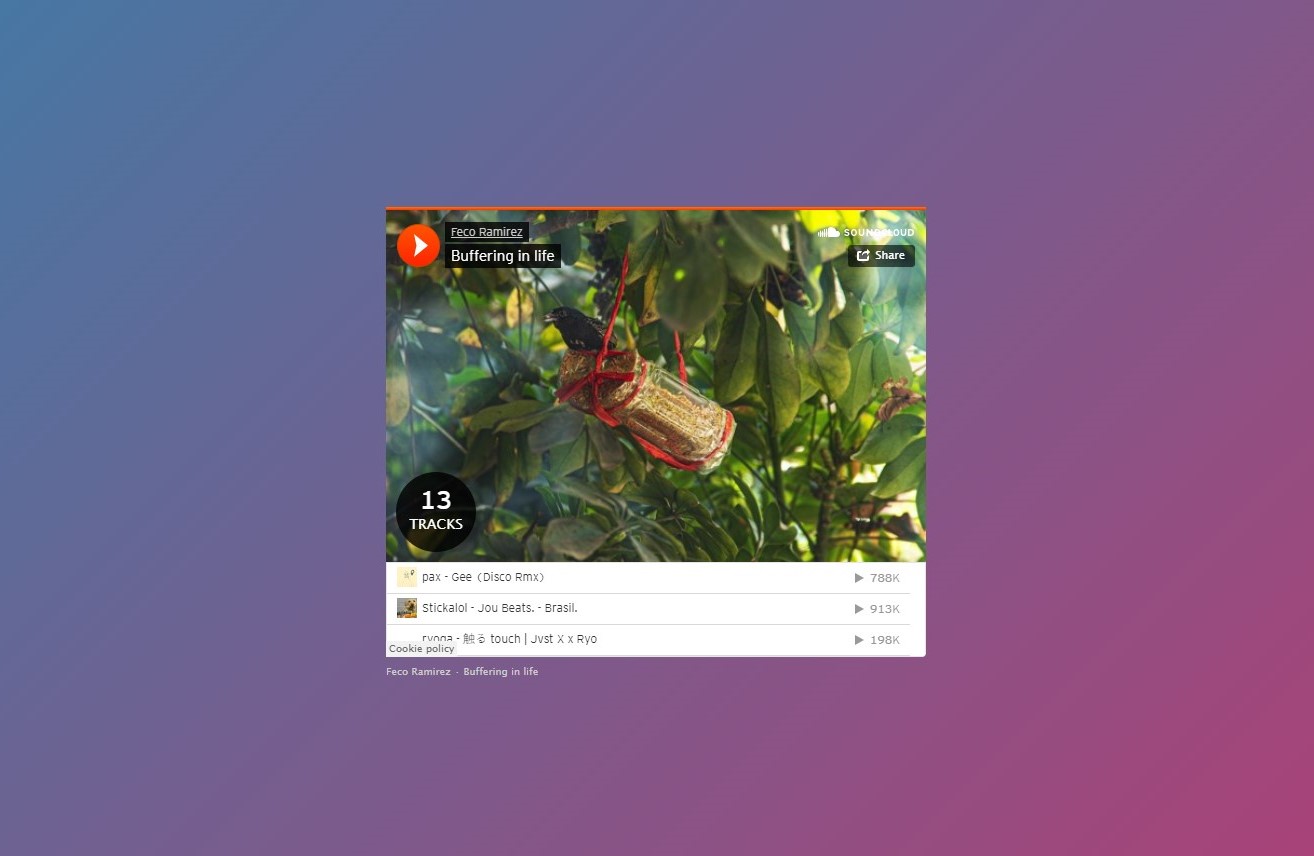 Feco Ramirez
Buffering in life
SOUNDCLOUD
Share
13
TRACKS
pax - Gee (Disco Rmx)
788K
Stickalol - Jou Beats. - Brasil.
913K
ryoga - 触る touch | Jvst X x Ryo
198K
Cookie policy
Feco Ramirez · Buffering in life